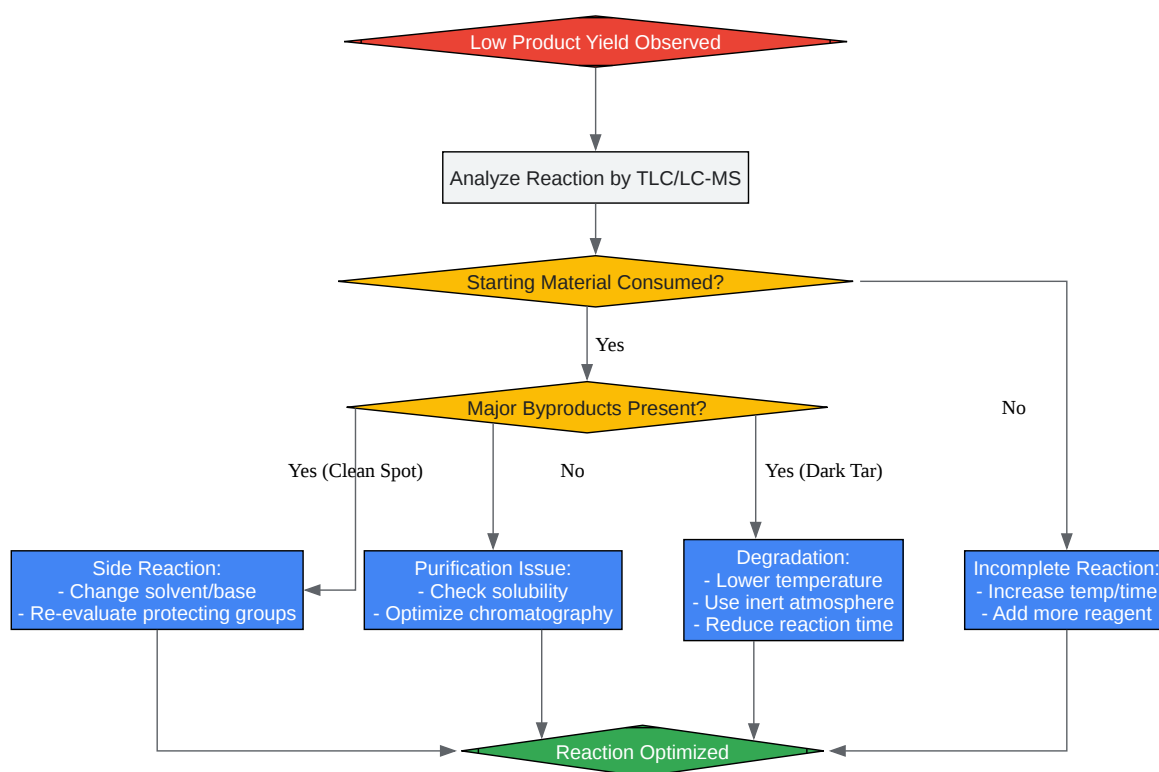 Low Product Yield Observed
Analyze Reaction by TLC/LC-MS
Starting Material Consumed?
Yes
Major Byproducts Present?
No
Yes (Clean Spot)
No
Yes (Dark Tar)
Side Reaction:
- Change solvent/base
- Re-evaluate protecting groups
Purification Issue:
- Check solubility
- Optimize chromatography
Degradation:
- Lower temperature
- Use inert atmosphere
- Reduce reaction time
Incomplete Reaction:
- Increase temp/time
- Add more reagent
Reaction Optimized